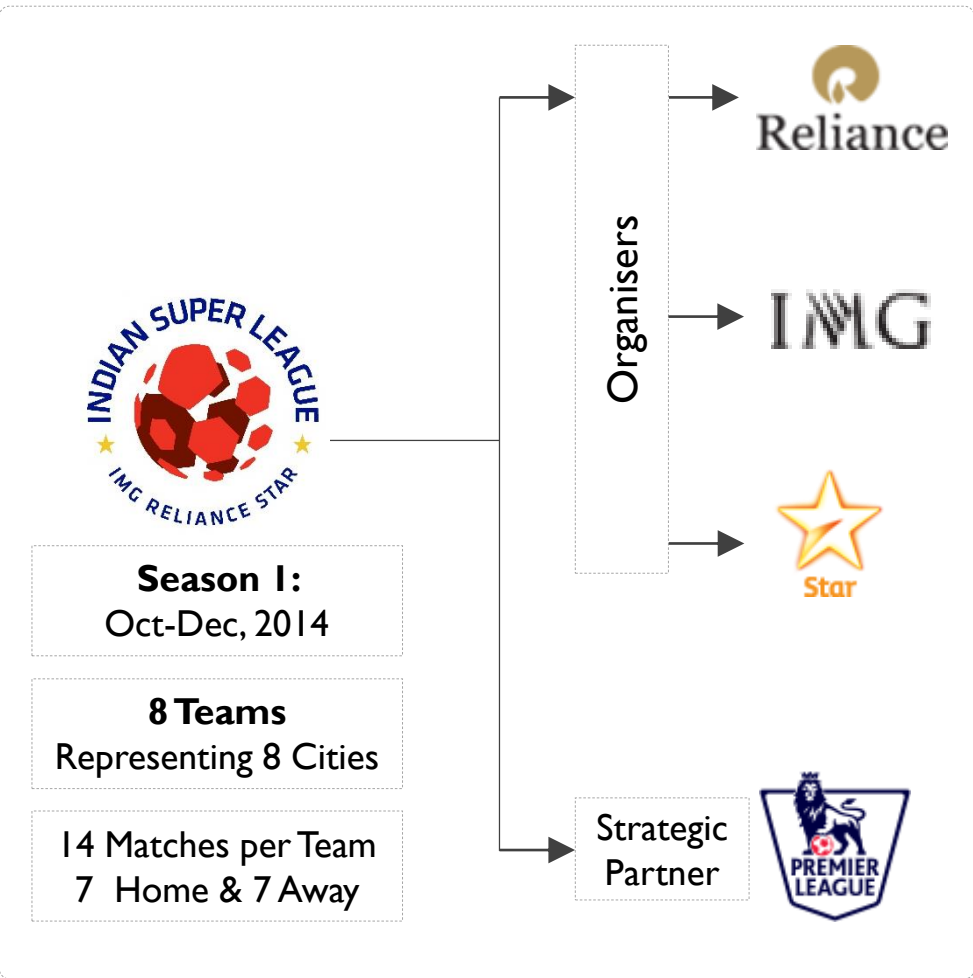 INDIAN SUPER LEAGUE
IMG RELIANCE STAR
Season 1:
Oct-Dec, 2014
8 Teams
Representing 8 Cities
14 Matches per Team
7 Home & 7 Away
Organisers
Reliance
IMG
Star
Strategic
Partner
PREMIER
LEAGUE